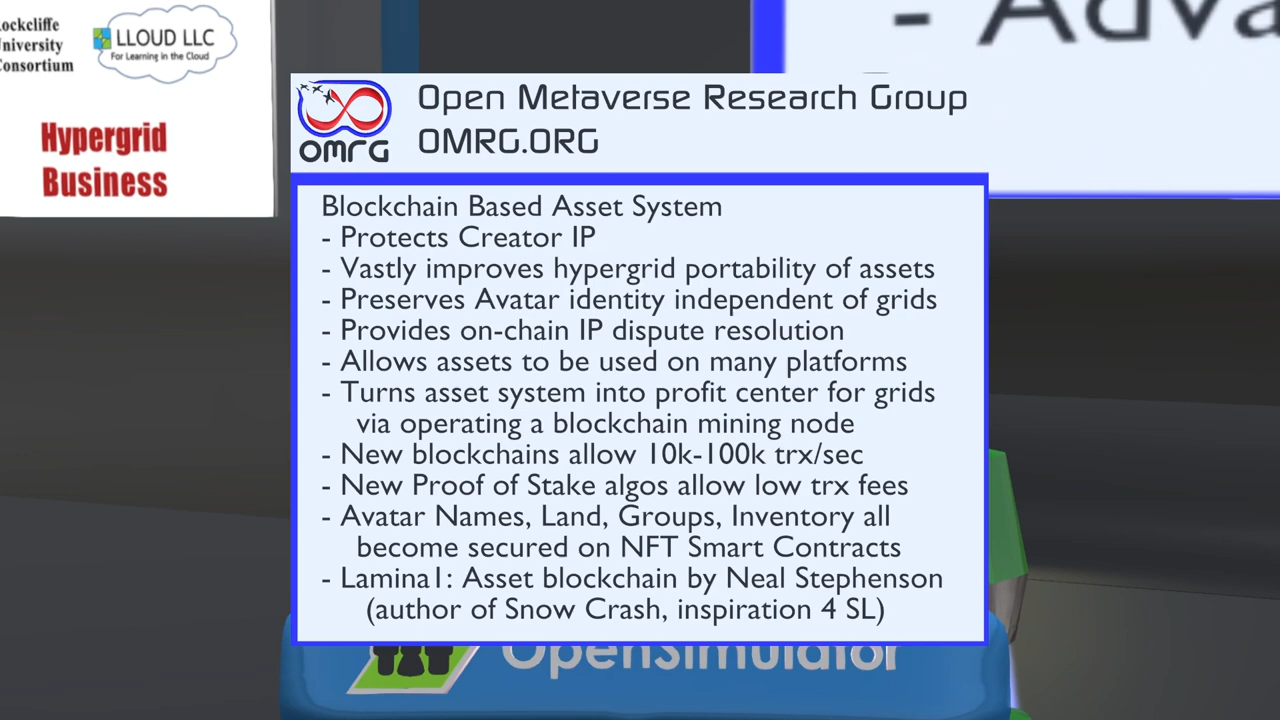 University
Consortium
LLOUD LLC
For Learning in the Cloud
Hypergrid
Business
omrg
Open Metaverse Research Group
OMRG.ORG
Blockchain Based Asset System
- Protects Creator IP
- Vastly improves hypergrid portability of assets
- Preserves Avatar identity independent of grids
- Provides on-chain IP dispute resolution
- Allows assets to be used on many platforms
- Turns asset system into profit center for grids
via operating a blockchain mining node
- New blockchains allow 10k-100k trx/sec
- New Proof of Stake algos allow low trx fees
- Avatar Names, Land, Groups, Inventory all
become secured on NFT Smart Contracts
- Lamina1: Asset blockchain by Neal Stephenson
(author of Snow Crash, inspiration 4 SL)
OpenSimulator